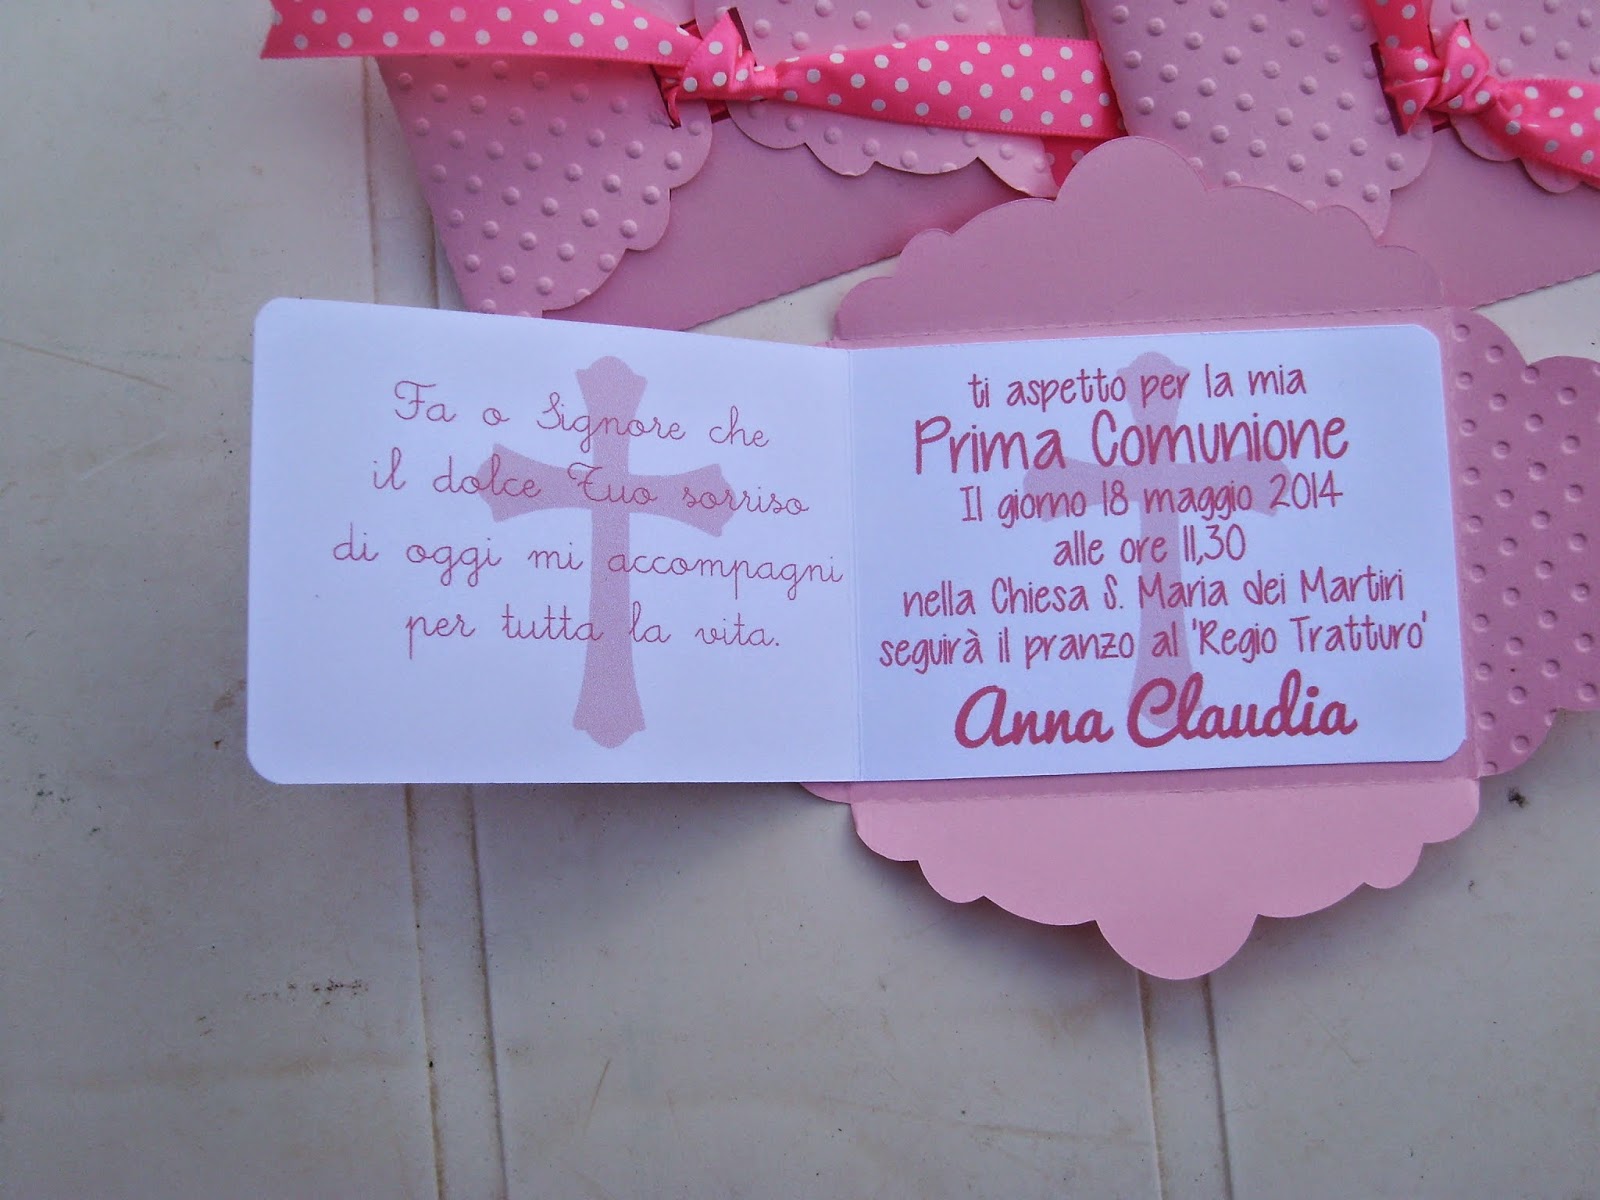 Fa o Signore che
il dolce Tuo sorriso
di oggi mi accompagni
per tutta la vita.
ti aspetto per la mia
Prima Comunione
Il giorno 18 maggio 2014
alle ore 11,30
nella Chiesa S. Maria dei Martiri
seguirà il pranzo al 'Regio Tratturo'
Anna Claudia